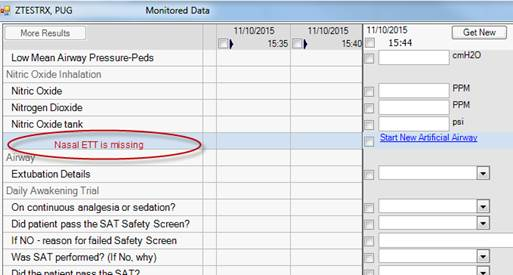 ZTESTRX, PUG Monitored Data
More Results 11/10/2015 11/10/2015 11/10/2015 Get New
15:35 15:40 15:44
Low Mean Airway Pressure-Peds cmH2O
Nitric Oxide Inhalation
Nitric Oxide PPM
Nitrogen Dioxide PPM
Nitric Oxide tank psi
Nasal ETT is missing Start New Artificial Airway
Airway
Extubation Details
Daily Awakening Trial
On continuous analgesia or sedation?
Did patient pass the SAT Safety Screen?
If NO - reason for failed Safety Screen
Was SAT performed? (If No, why)
Did the patient pass the SAT?